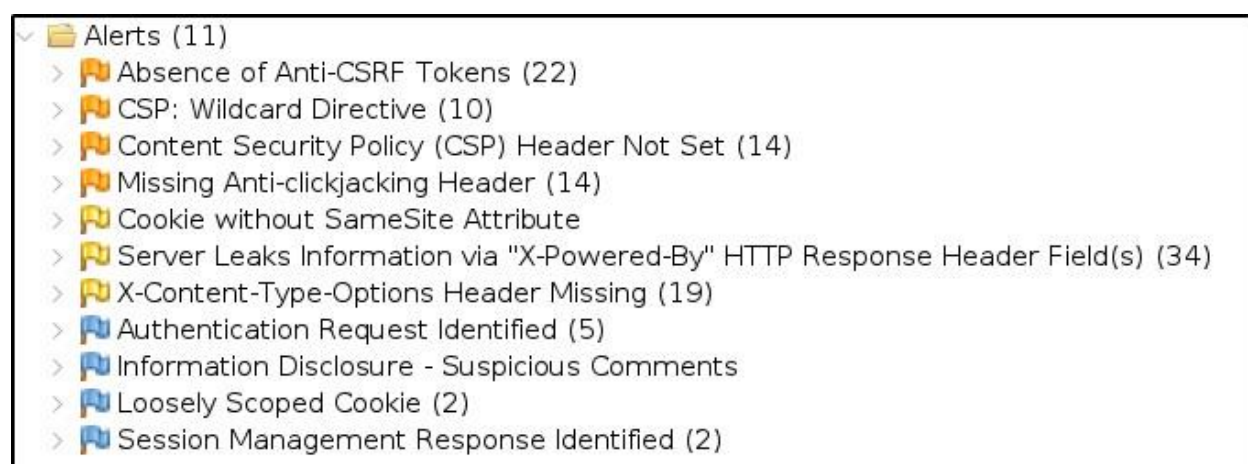 Alerts (11)
Absence of Anti-CSRF Tokens (22)
CSP: Wildcard Directive (10)
Content Security Policy (CSP) Header Not Set (14)
Missing Anti-clickjacking Header (14)
Cookie without SameSite Attribute
Server Leaks Information via "X-Powered-By" HTTP Response Header Field(s) (34)
X-Content-Type-Options Header Missing (19)
Authentication Request Identified (5)
Information Disclosure - Suspicious Comments
Loosely Scoped Cookie (2)
Session Management Response Identified (2)